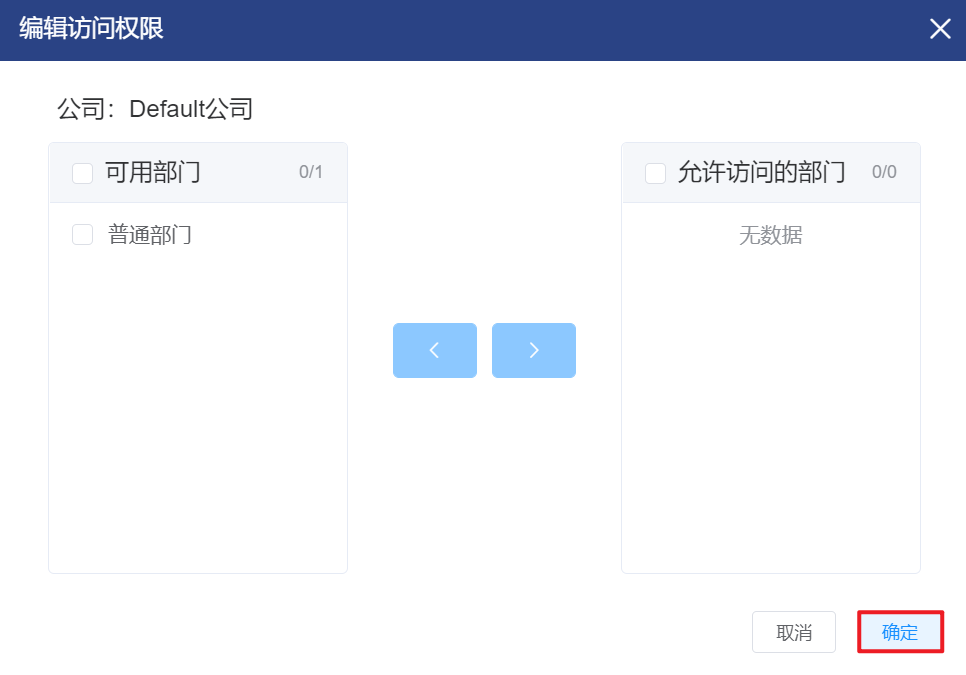 编辑访问权限
公司：Default公司
可用部门 0/1
普通部门
允许访问的部门 0/0
无数据
取消
确定